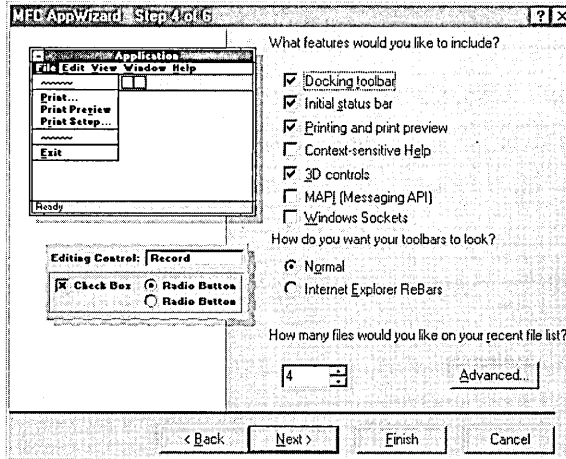 MFC AppWizard - Step 4 of 6
Application
File Edit View Window Help
Print...
Print Preview
Print Setup...
Exit
Ready
Editing Control: Record
Check Box
Radio Button
Radio Button
What features would you like to include?
Docking toolbar
Initial status bar
Printing and print preview
Context-sensitive Help
3D controls
MAPI (Messaging API)
Windows Sockets
How do you want your toolbars to look?
Normal
Internet Explorer ReBars
How many files would you like on your recent file list?
4
Advanced...
< Back
Next >
Finish
Cancel